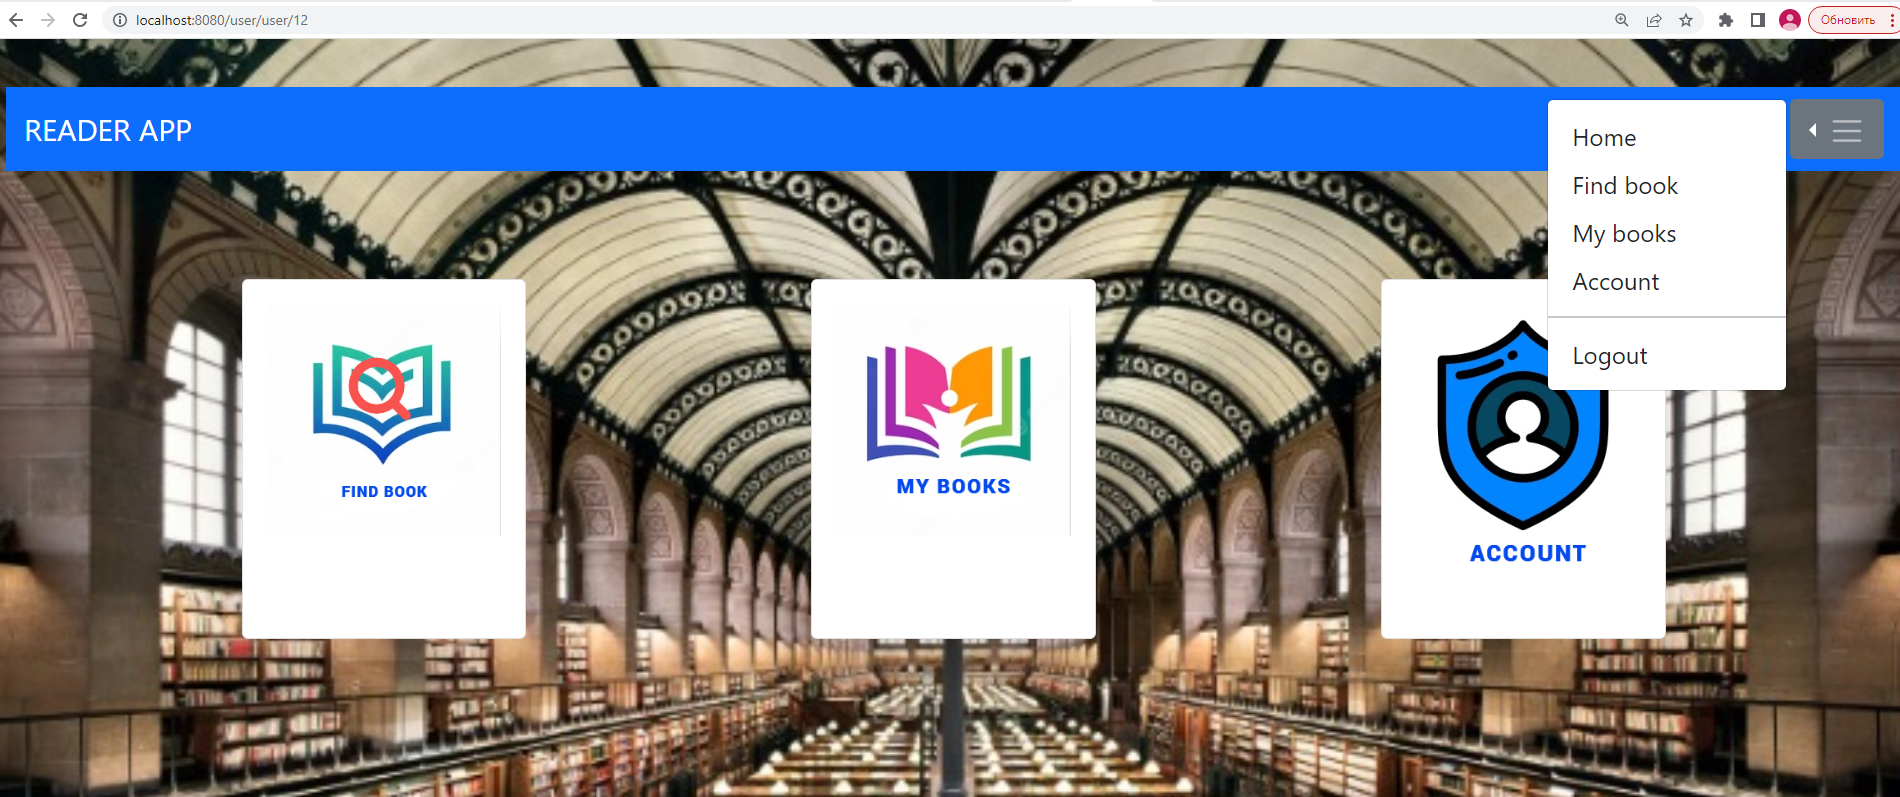 localhost:8080/user/user/12
Обновить
READER APP
Home
Find book
My books
Account
Logout
FIND BOOK
MY BOOKS
ACCOUNT